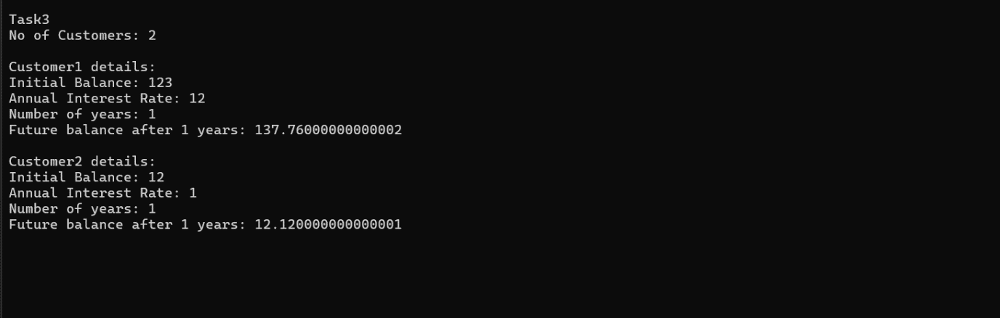 Task3
No of Customers: 2
Customer1 details:
Initial Balance: 123
Annual Interest Rate: 12
Number of years: 1
Future balance after 1 years: 137.76000000000002
Customer2 details:
Initial Balance: 12
Annual Interest Rate: 1
Number of years: 1
Future balance after 1 years: 12.120000000000001